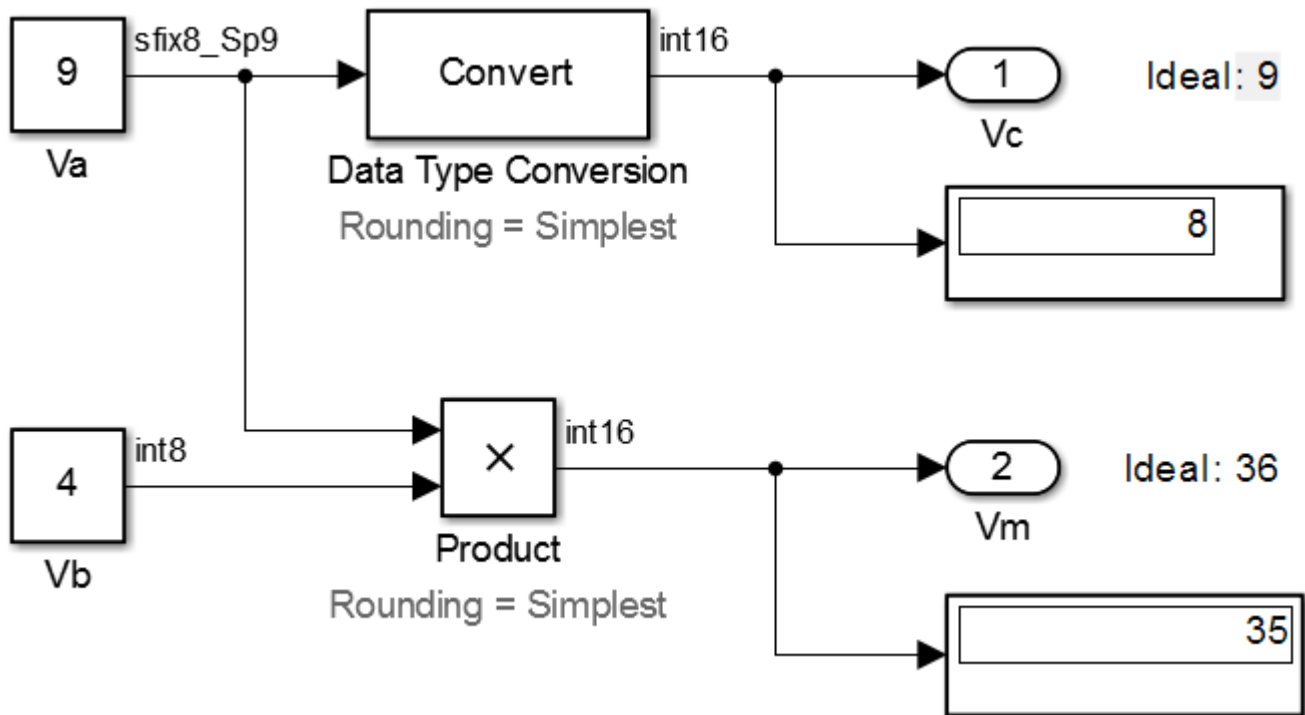 sfix8_Sp9
int16
9
Convert
1
Ideal: 9
Va
Vc
Data Type Conversion
Rounding = Simplest
8
int8
×
int16
4
2
Ideal: 36
Vb
Product
Vm
Rounding = Simplest
35